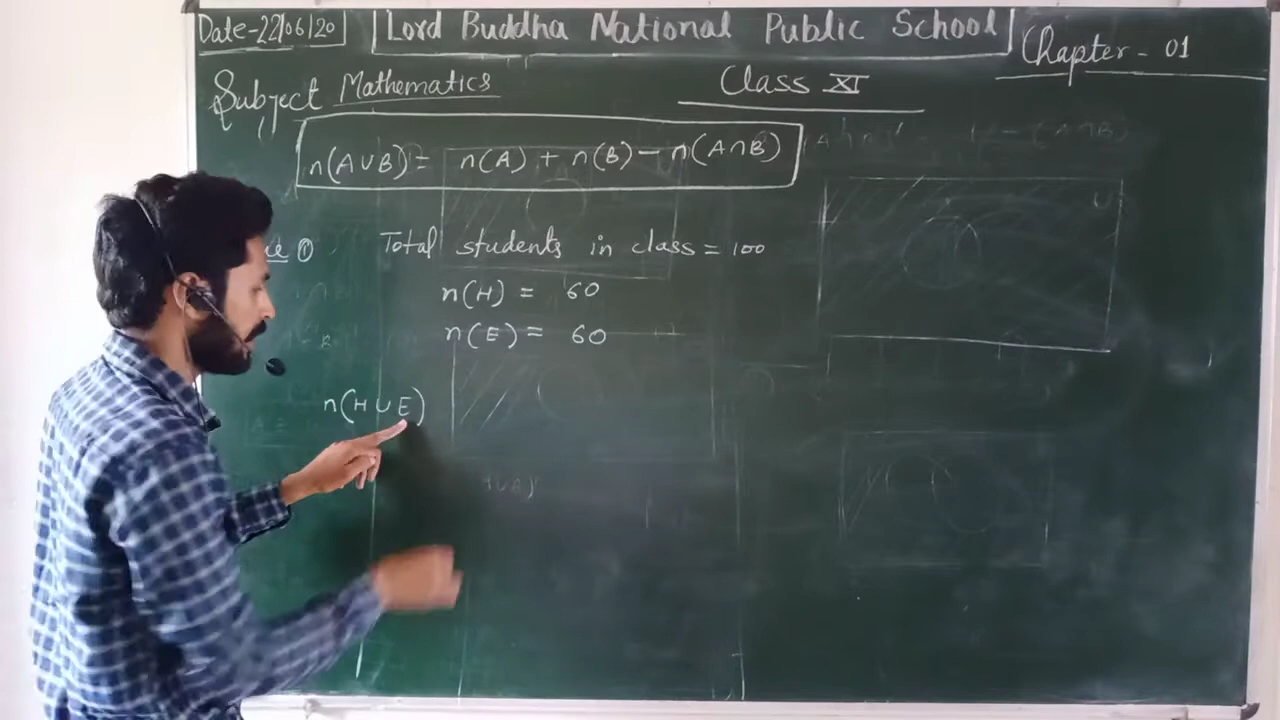 Date-22/06/20
Lord Buddha National Public School
Chapter - 01
Subject Mathematics
Class XI
n(A∪B) = n(A) + n(B) - n(A∩B)
① Total students in class = 100
n(H) = 60
n(E) = 60
n(H∪E)